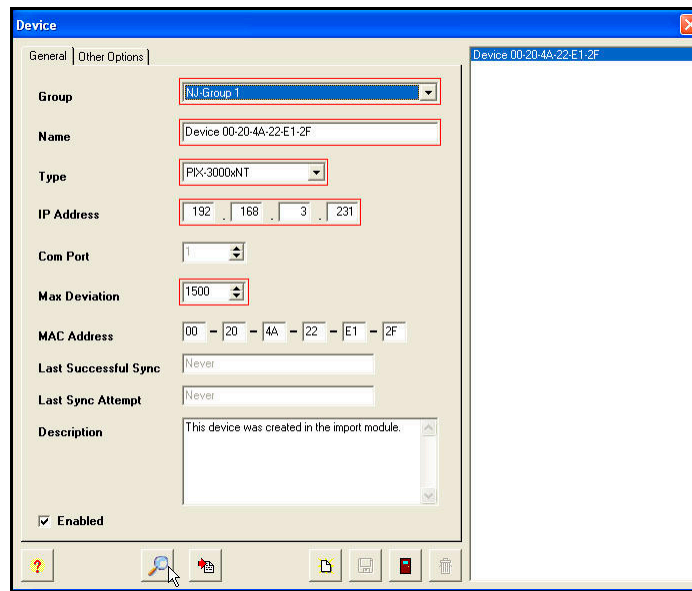 Device
General Other Options
Device 00-20-4A-22-E1-2F
Group NJ-Group 1
Name Device 00-20-4A-22-E1-2F
Type PIX-3000xNT
IP Address 192 . 168 . 3 . 231
Com Port 1
Max Deviation 1500
MAC Address 00 - 20 - 4A - 22 - E1 - 2F
Last Successful Sync Never
Last Sync Attempt Never
Description This device was created in the import module.
Enabled
?